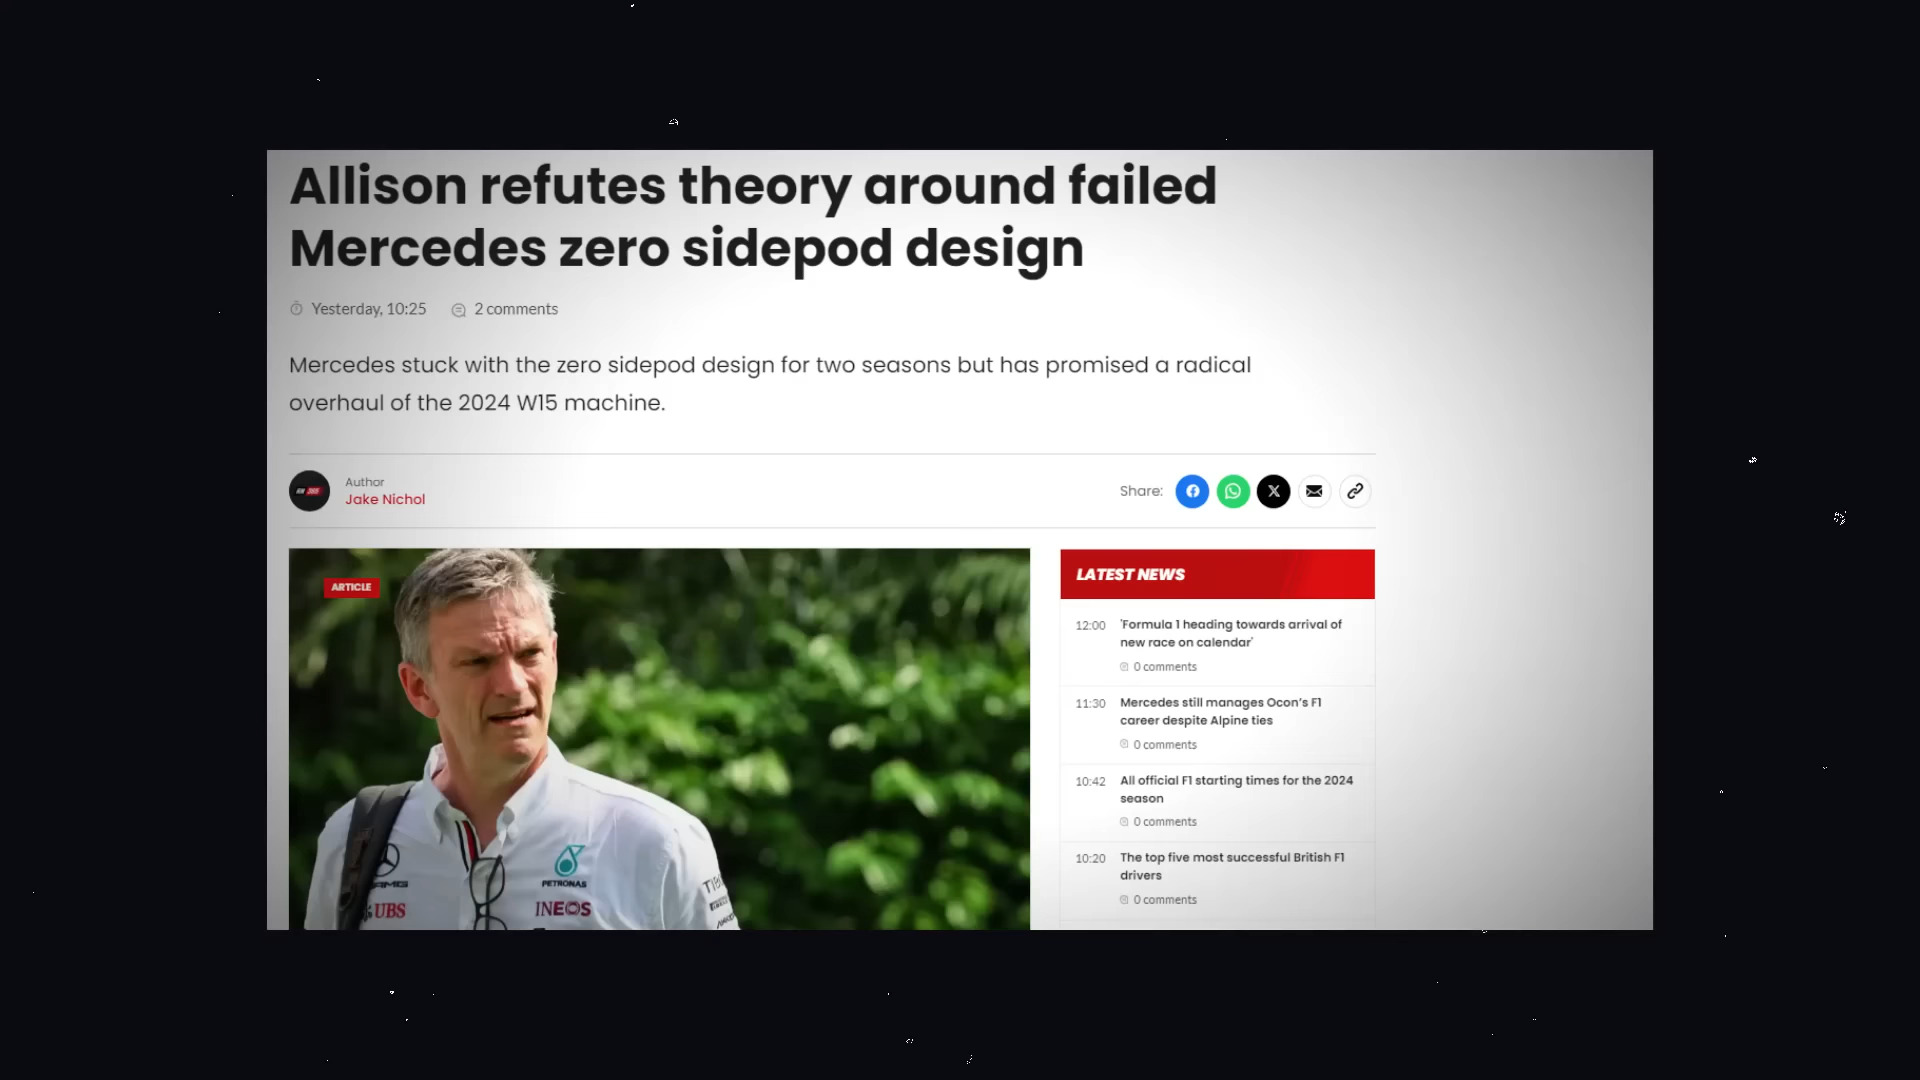 Allison refutes theory around failed
Mercedes zero sidepod design
Yesterday, 10:25
2 comments
Mercedes stuck with the zero sidepod design for two seasons but has promised a radical
overhaul of the 2024 W15 machine.
Author
Jake Nichol
Share:
ARTICLE
AMG
UBS
PETRONAS
INEOS
LATEST NEWS
12:00
'Formula 1 heading towards arrival of
new race on calendar'
0 comments
11:30
Mercedes still manages Ocon's F1
career despite Alpine ties
0 comments
10:42
All official F1 starting times for the 2024
season
0 comments
10:20
The top five most successful British F1
drivers
0 comments